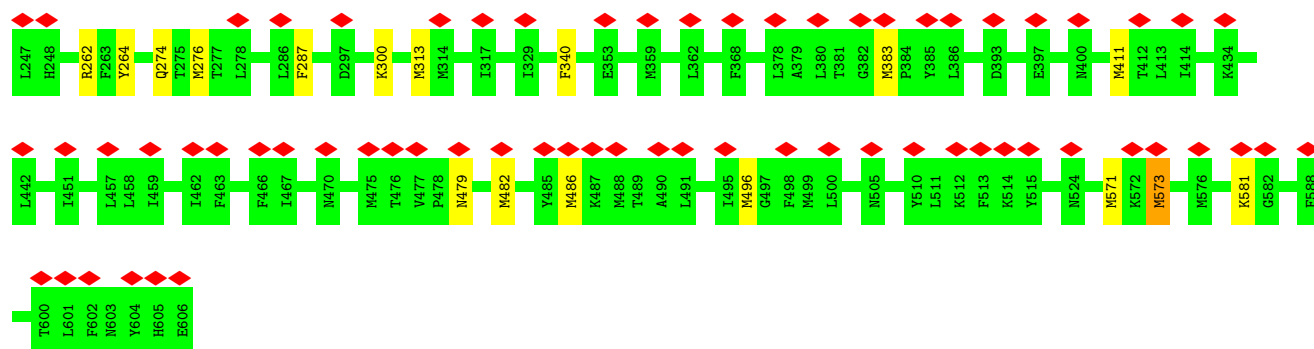 L247 H248 R262 F263 Y264 Q274 T275 M276 T277 L278 L286 F287 D297 K300 M313 M314 I317 I329 F340 E353 M359 L362 F368 L378 A379 L380 T381 G382 M383 P384 Y385 L386 D393 E397 N400 M411 T412 L413 I414 K434
L442 I451 L457 L458 I459 I462 F463 F466 I467 N470 M475 T476 V477 P478 N479 M482 Y485 M486 K487 M488 T489 A490 L491 I495 M496 G497 F498 M499 L500 N505 Y510 L511 K512 F513 K514 Y515 N524 M571 K572 M573 M576 K581 G582
T600 L601 F602 N603 Y604 H605 E606